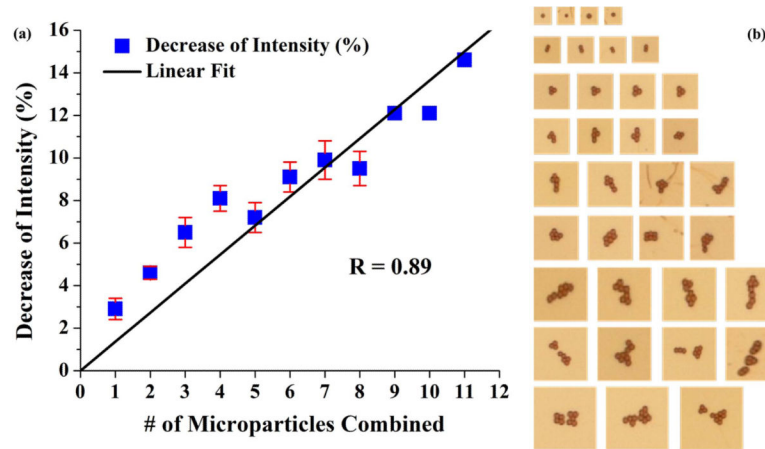 (a)
Decrease of Intensity (%)
Linear Fit
R = 0.89
Decrease of Intensity (%)
16
14
12
10
8
6
4
2
0
0 1 2 3 4 5 6 7 8 9 10 11 12
# of Microparticles Combined
(b)